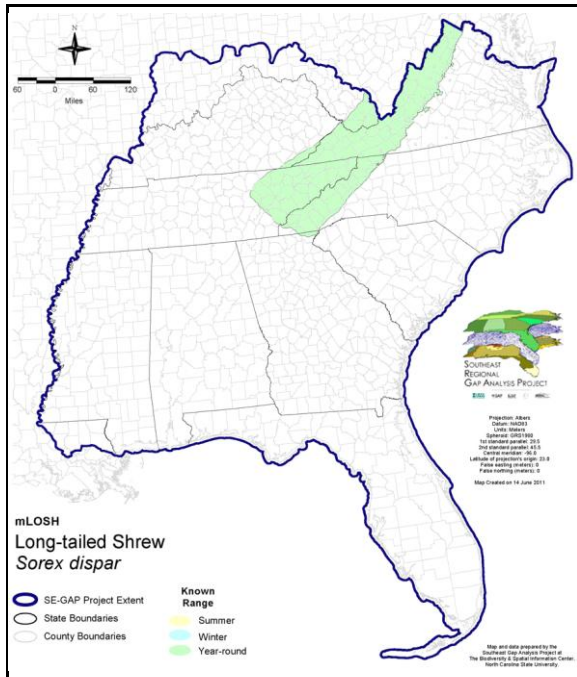 N
60 30 0 60 120
Miles
SOUTHEAST
REGIONAL
GAP ANALYSIS PROJECT
Projection: Albers
Datum: NAD83
Units: Meters
Spheroid: GRS1980
1st standard parallel: 29.5
2nd standard parallel: 45.5
Central meridian: -96.0
Latitude of projection's origin: 23.0
False easting (meters): 0
False northing (meters): 0
Map Created on 14 June 2011
mLOSH
Long-tailed Shrew
Sorex dispar
SE-GAP Project Extent
State Boundaries
County Boundaries
Known
Range
Summer
Winter
Year-round
Map and data prepared by the
Southeast Gap Analysis Project at
The Biodiversity & Spatial Information Center,
North Carolina State University.